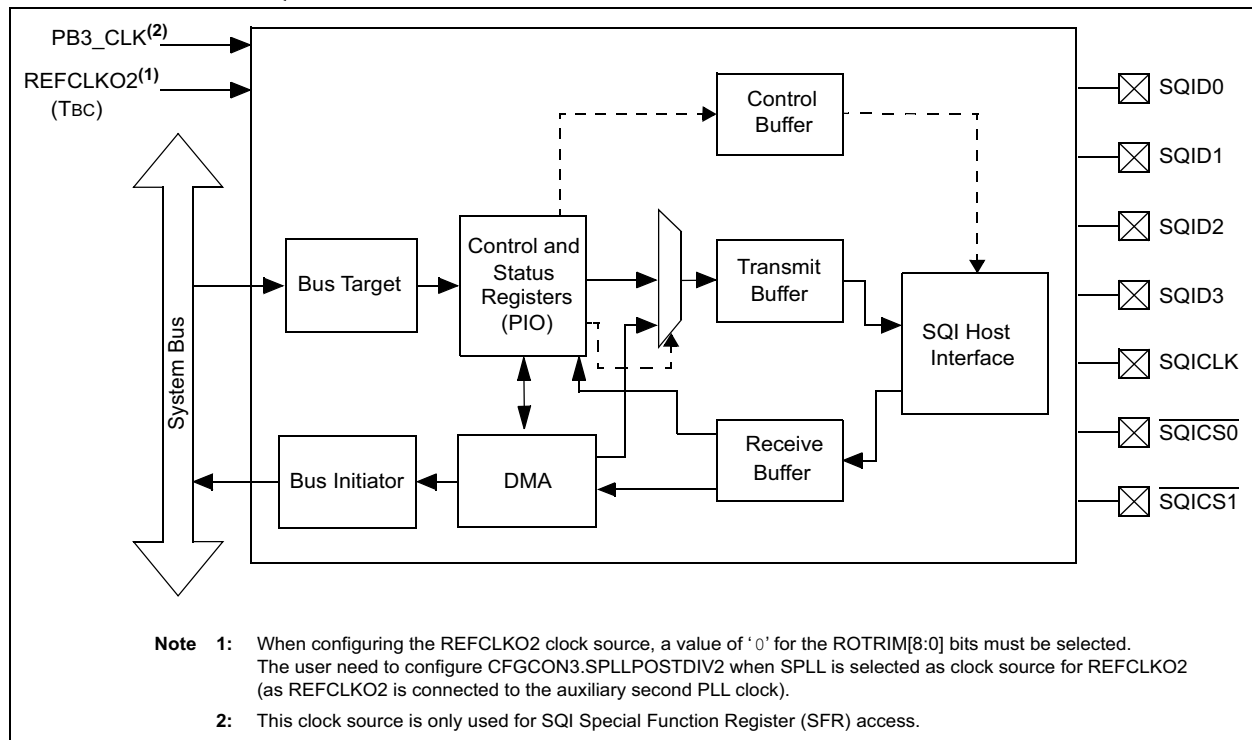 PB3_CLK(2)
REFCLKO2(1)
(TBC)
System Bus
Bus Target
Control and
Status
Registers
(PIO)
Control
Buffer
Transmit
Buffer
SQI Host
Interface
Receive
Buffer
DMA
Bus Initiator
SQID0
SQID1
SQID2
SQID3
SQICLK
SQICS0
SQICS1
Note 1: When configuring the REFCLKO2 clock source, a value of ‘0’ for the ROTRIM[8:0] bits must be selected.
The user need to configure CFGCON3.SPLLPOSTDIV2 when SPLL is selected as clock source for REFCLKO2
(as REFCLKO2 is connected to the auxiliary second PLL clock).
2: This clock source is only used for SQI Special Function Register (SFR) access.